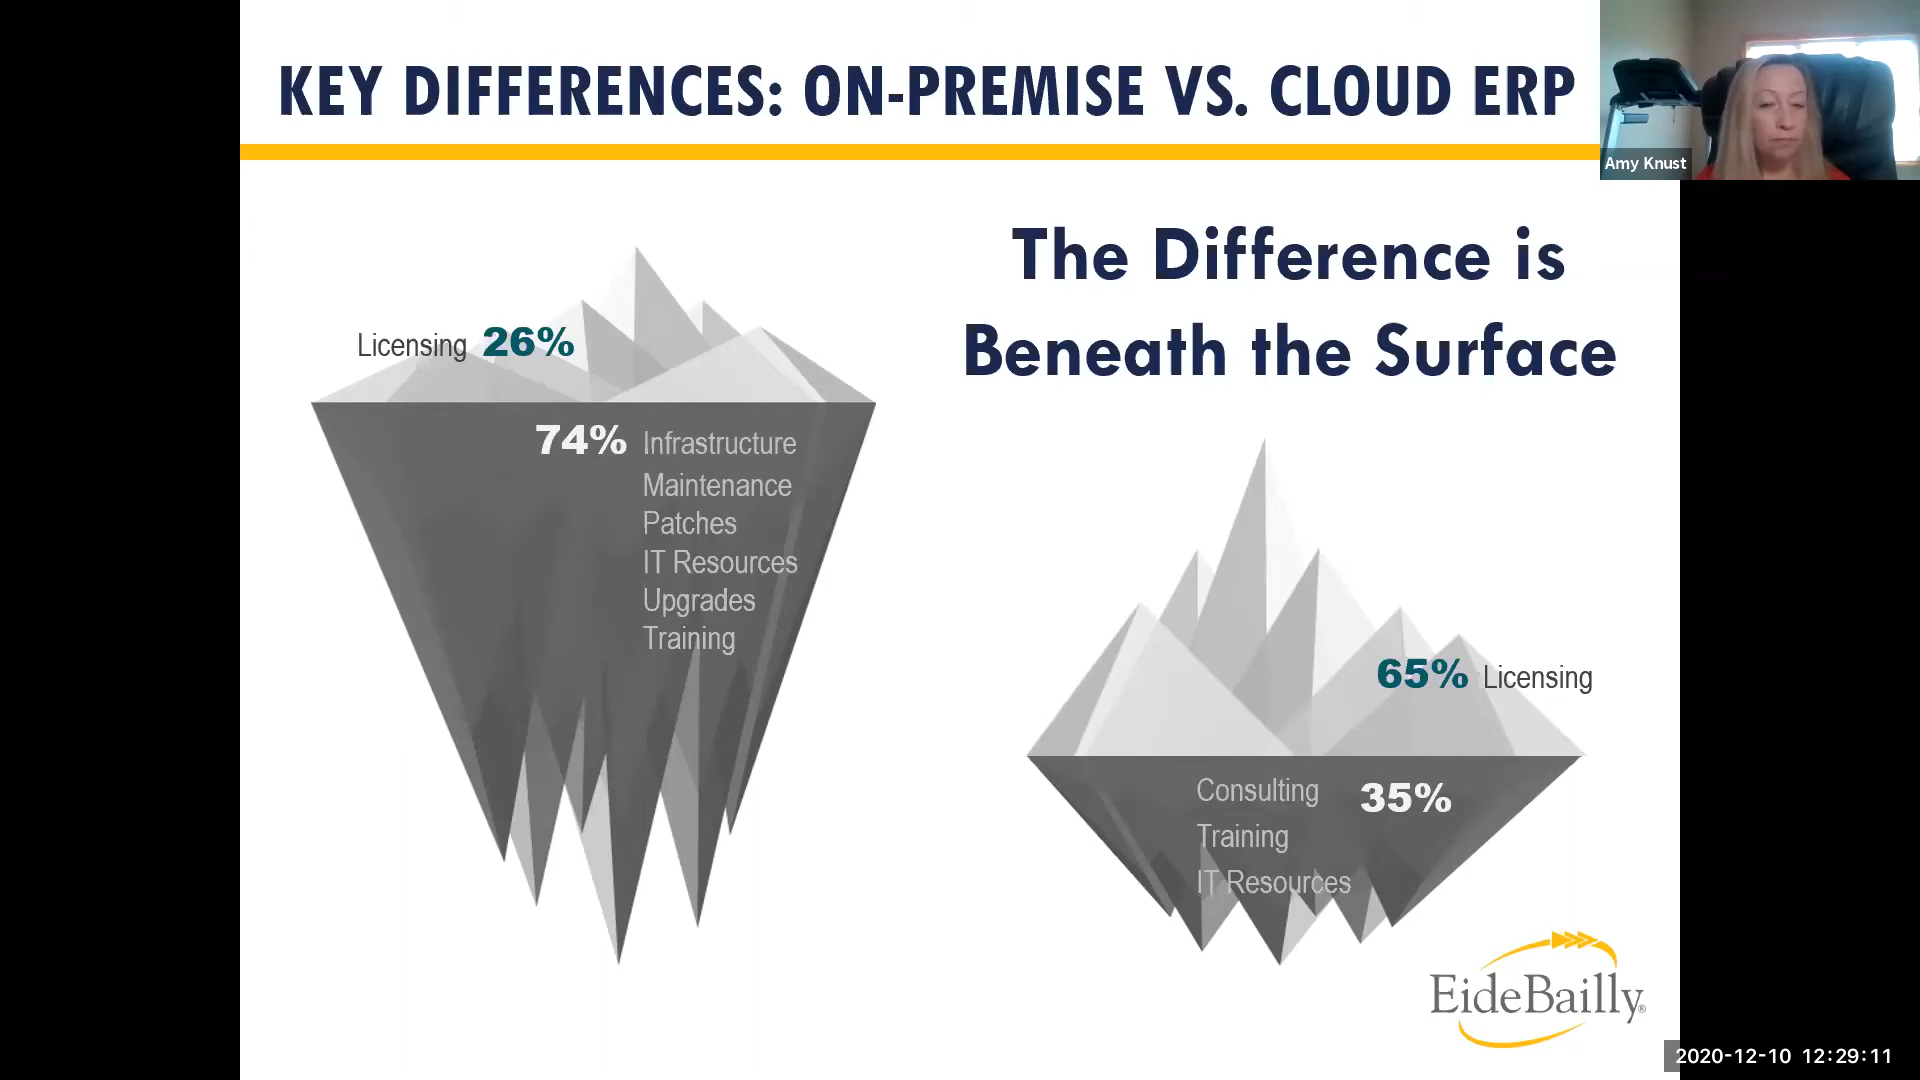 KEY DIFFERENCES: ON-PREMISE VS. CLOUD ERP
Amy Knust
The Difference is
Beneath the Surface
Licensing 26%
74% Infrastructure
Maintenance
Patches
IT Resources
Upgrades
Training
65% Licensing
Consulting 35%
Training
IT Resources
EideBailly®
2020-12-10 12:29:11